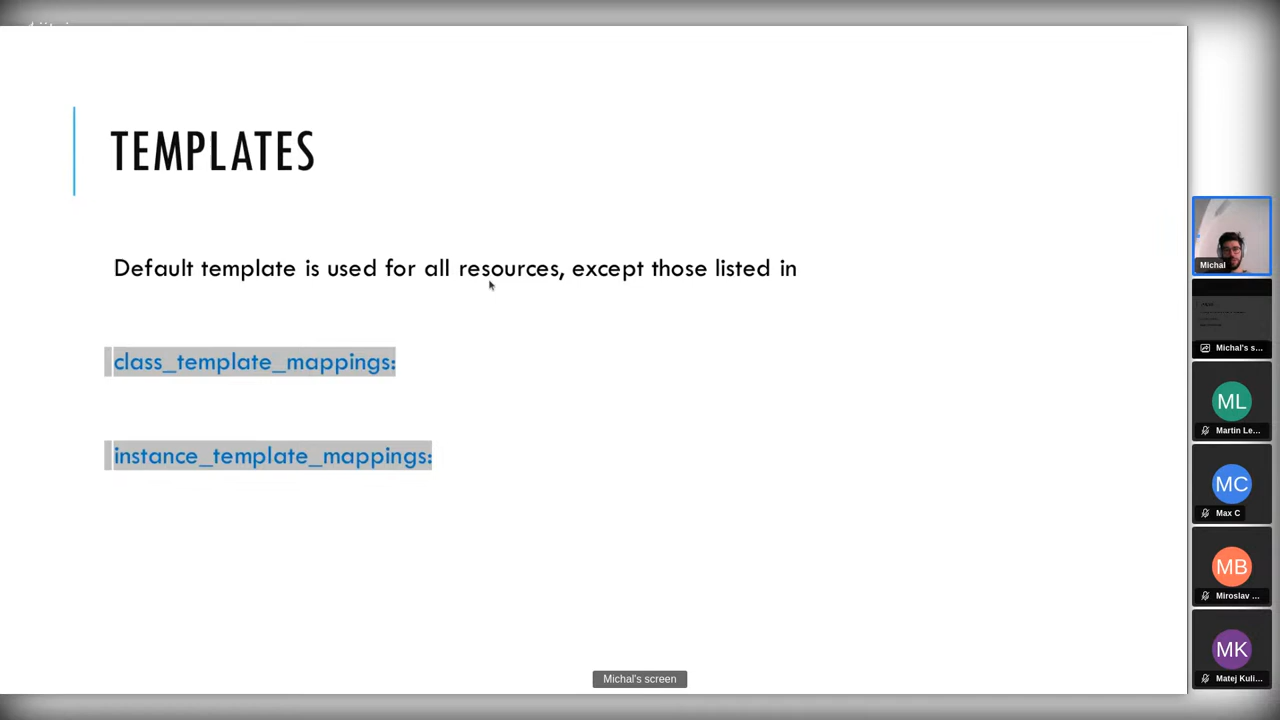 TEMPLATES
Default template is used for all resources, except those listed in
class_template_mappings:
instance_template_mappings:
Michal
Michal's s...
ML
Martin Le...
MC
Max C
MB
Miroslav ...
MK
Matej Kuli...
Michal's screen